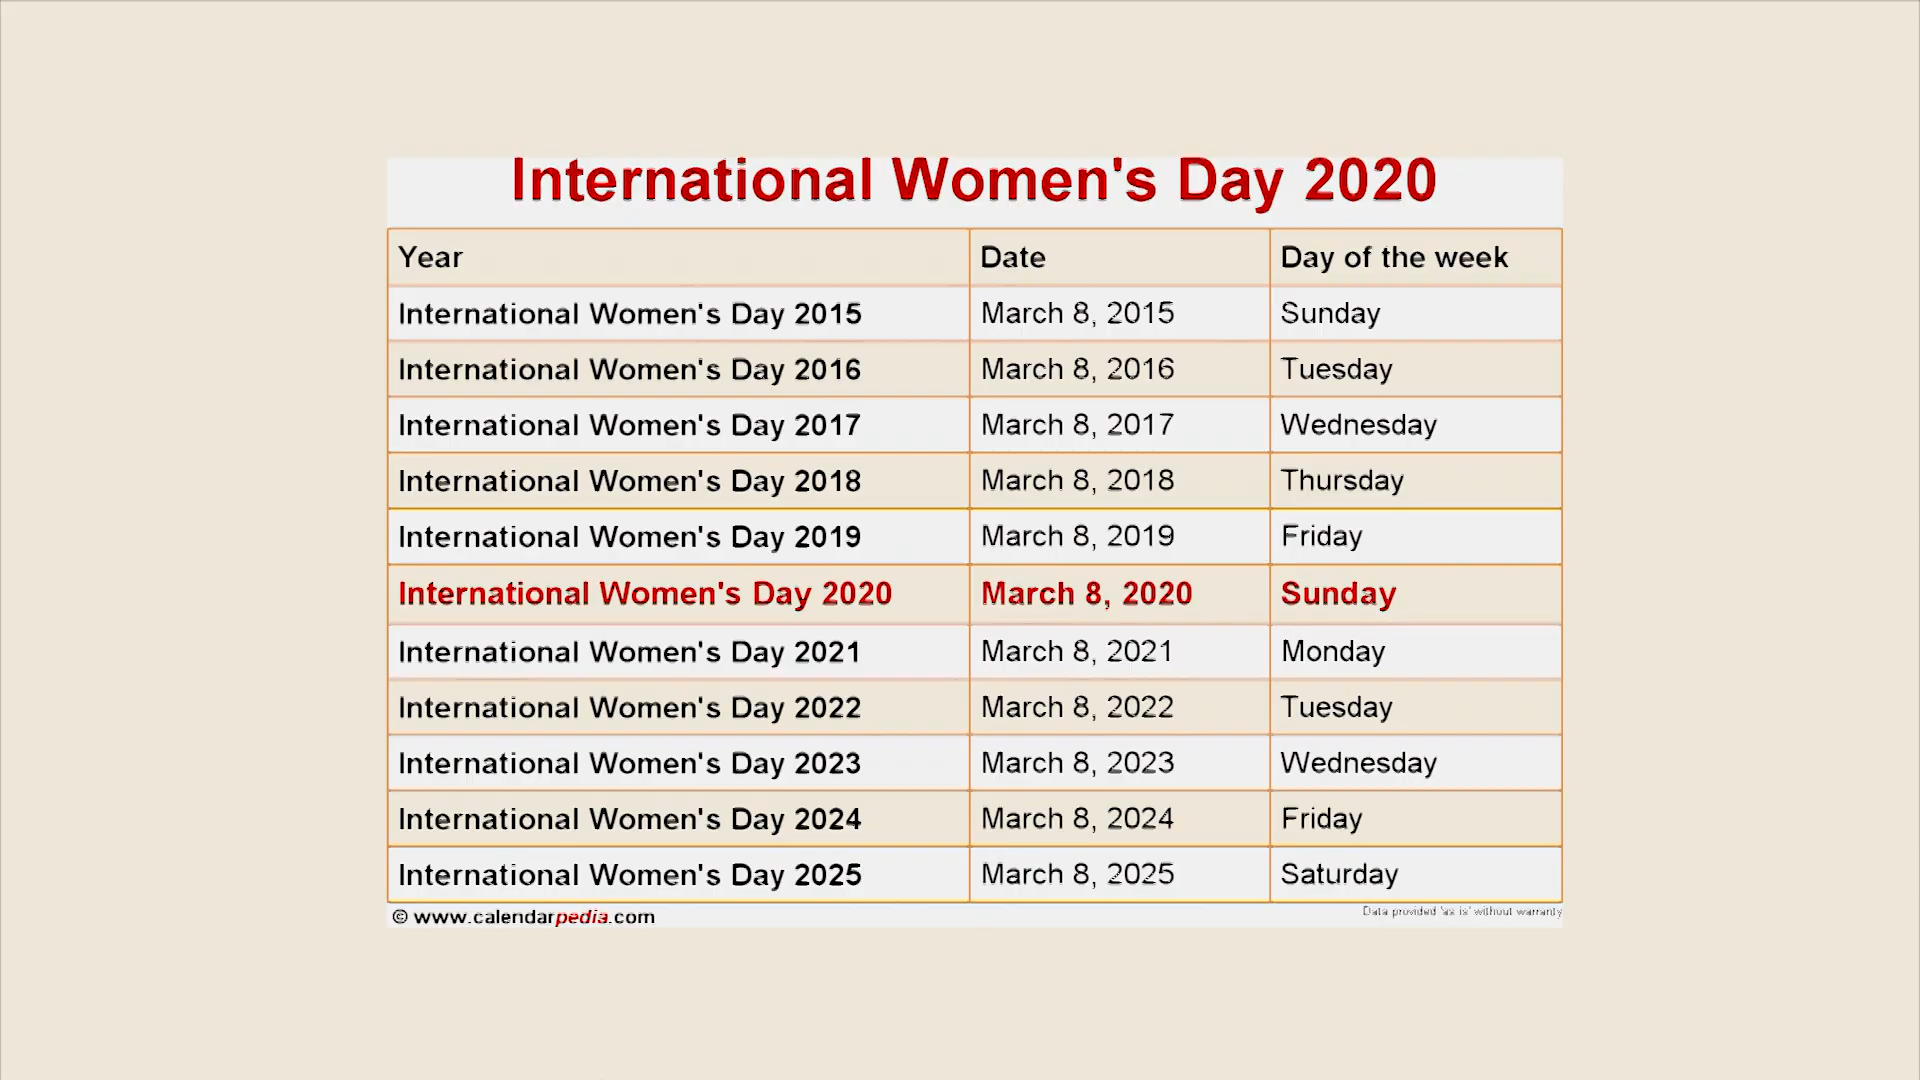 International Women's Day 2020
Year Date Day of the week
International Women's Day 2015 March 8, 2015 Sunday
International Women's Day 2016 March 8, 2016 Tuesday
International Women's Day 2017 March 8, 2017 Wednesday
International Women's Day 2018 March 8, 2018 Thursday
International Women's Day 2019 March 8, 2019 Friday
International Women's Day 2020 March 8, 2020 Sunday
International Women's Day 2021 March 8, 2021 Monday
International Women's Day 2022 March 8, 2022 Tuesday
International Women's Day 2023 March 8, 2023 Wednesday
International Women's Day 2024 March 8, 2024 Friday
International Women's Day 2025 March 8, 2025 Saturday
© www.calendarpedia.com Data provided 'as is' without warranty